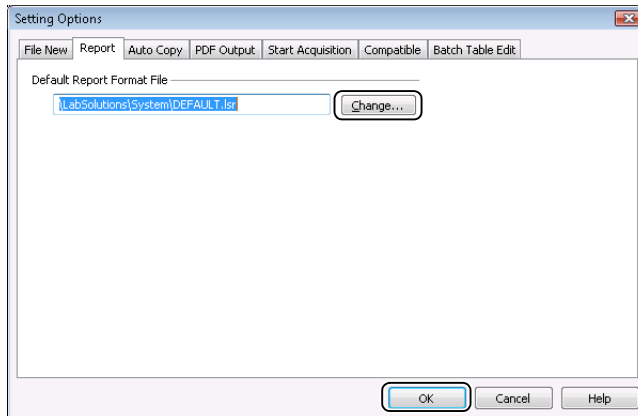 Setting Options
File New Report Auto Copy PDF Output Start Acquisition Compatible Batch Table Edit
Default Report Format File
\LabSolutions\System\DEFAULT.lsr Change...
OK Cancel Help